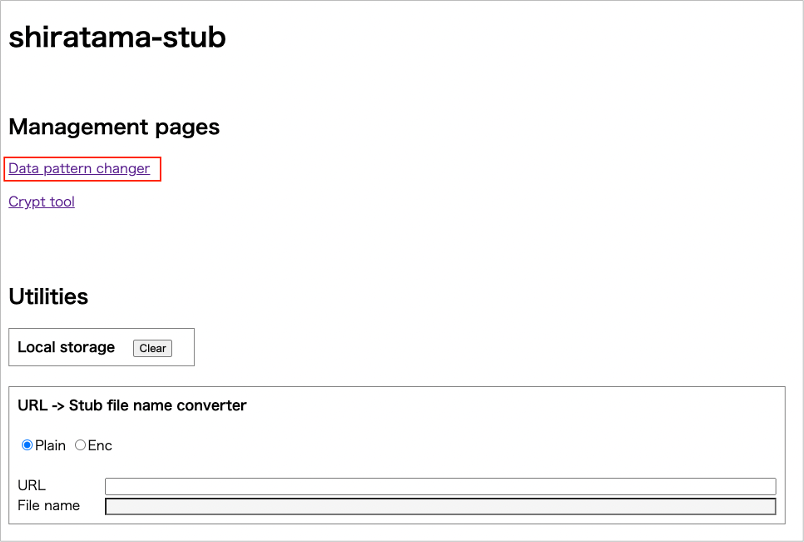 shiratama-stub
Management pages
Data pattern changer
Crypt tool
Utilities
Local storage Clear
URL -> Stub file name converter
Plain Enc
URL
File name